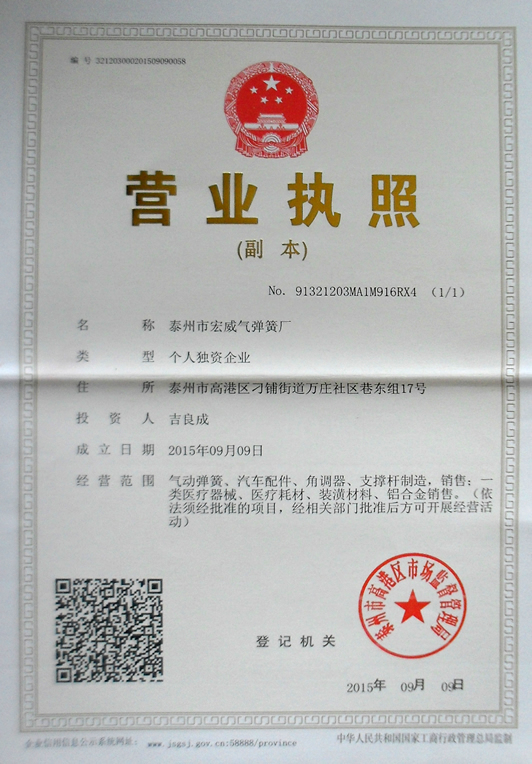 编 号 321203000201509090058
营业执照
(副 本)
No. 91321203MA1M916RX4 (1/1)
名 称 泰州市宏威气弹簧厂
类 型 个人独资企业
住 所 泰州市高港区刁铺街道万庄社区巷东组17号
投 资 人 吉良成
成 立 日 期 2015年09月09日
经 营 范 围 气动弹簧、汽车配件、角调器、支撑杆制造，销售；一
类医疗器械、医疗耗材、装潢材料、铝合金销售。（依
法须经批准的项目，经相关部门批准后方可开展经营活
动）
泰州市高港区市场监督管理局
登 记 机 关
2015年 09月 09日
企业信用信息公示系统网址： www.jsgsj.gov.cn:58888/province
中华人民共和国国家工商行政管理总局监制